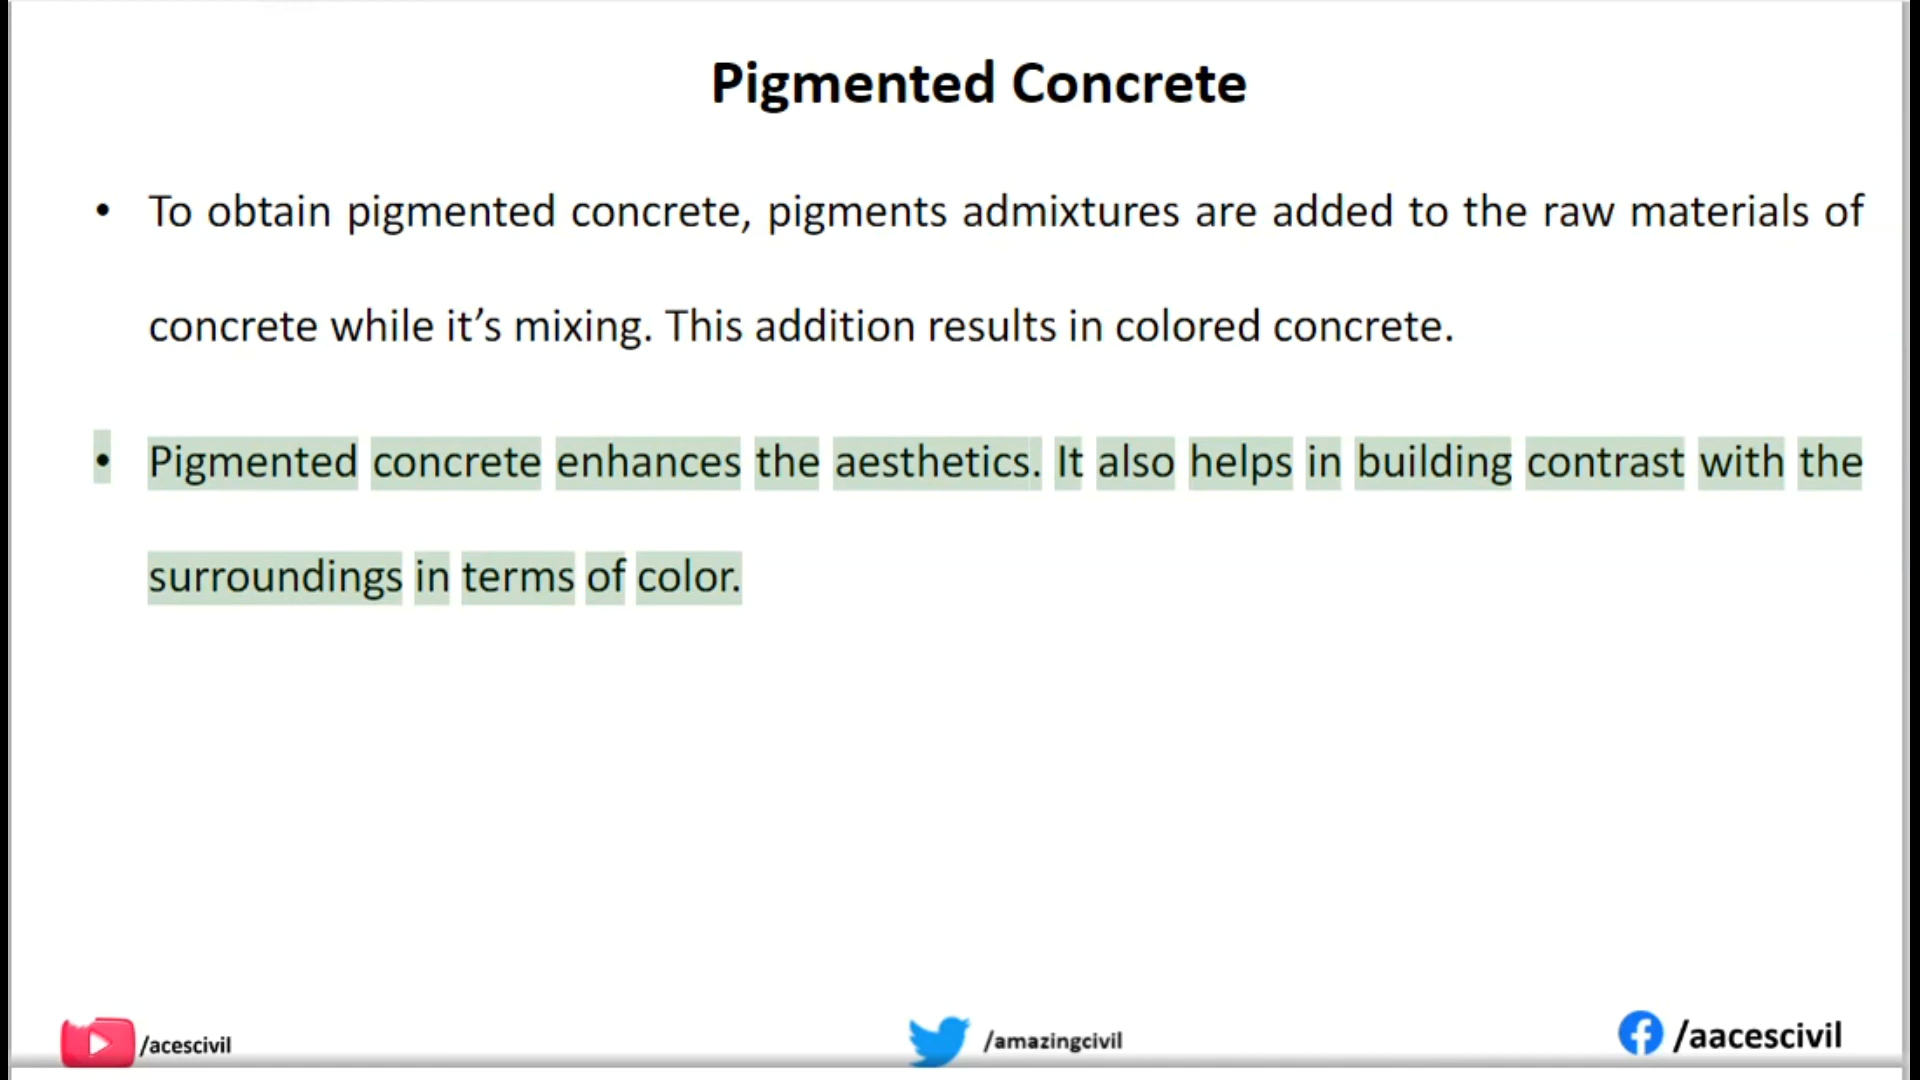 Pigmented Concrete
• To obtain pigmented concrete, pigments admixtures are added to the raw materials of
concrete while it’s mixing. This addition results in colored concrete.
• Pigmented concrete enhances the aesthetics. It also helps in building contrast with the
surroundings in terms of color.
/acescivil
/amazingcivil
/aacescivil